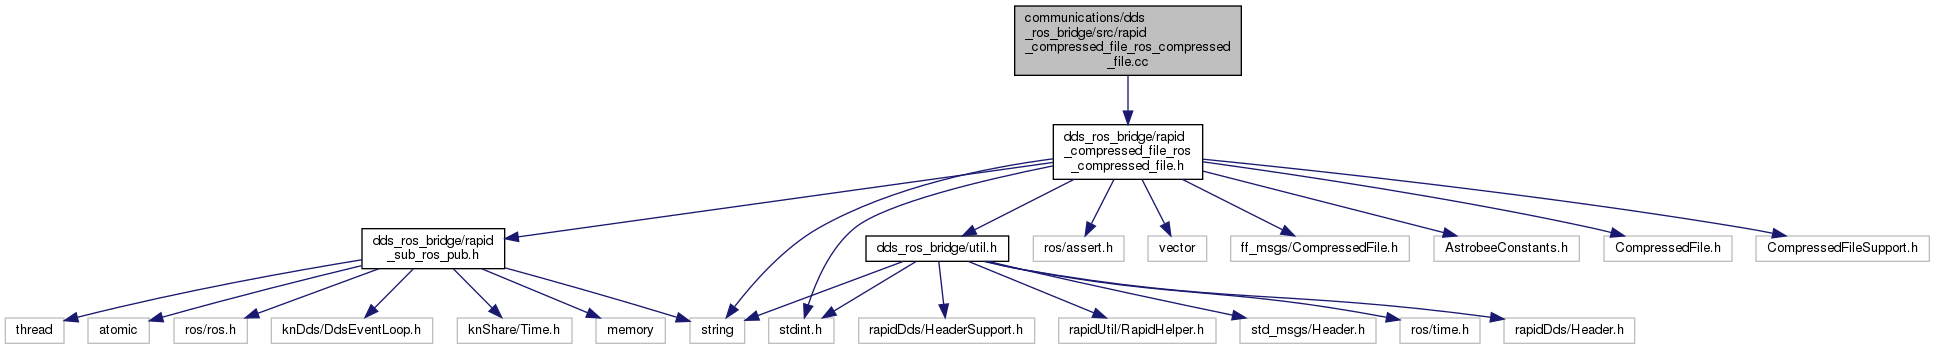 communications/dds
_ros_bridge/src/rapid
_compressed_file_ros_compressed
_file.cc
dds_ros_bridge/rapid
_compressed_file_ros
_compressed_file.h
dds_ros_bridge/rapid
_sub_ros_pub.h
dds_ros_bridge/util.h
ros/assert.h
vector
ff_msgs/CompressedFile.h
AstrobeeConstants.h
CompressedFile.h
CompressedFileSupport.h
thread
atomic
ros/ros.h
knDds/DdsEventLoop.h
knShare/Time.h
memory
string
stdint.h
rapidDds/HeaderSupport.h
rapidUtil/RapidHelper.h
std_msgs/Header.h
ros/time.h
rapidDds/Header.h